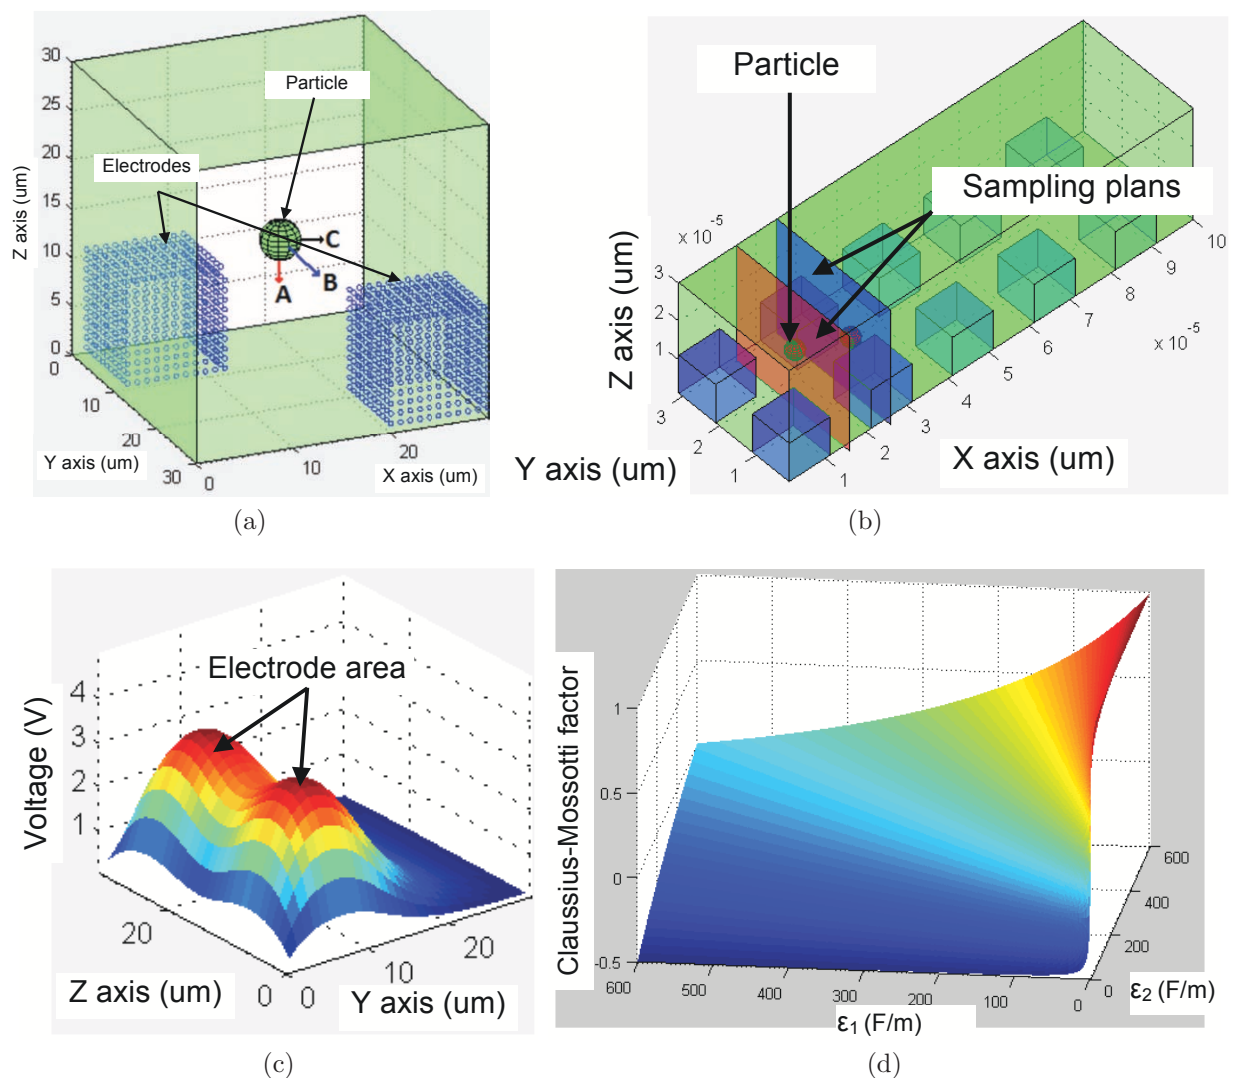 30
25
20
15
10
5
0
Z axis (um)
Particle
Electrodes
C
B
A
0
10
20
30
Y axis (um)
0
10
20
X axis (um)
(a)
Particle
Sampling plans
x 10⁻⁵
3
2
1
Z axis (um)
3
2
1
Y axis (um)
1
2
3
4
5
6
7
8
9
10
x 10⁻⁵
X axis (um)
(b)
Electrode area
4
3
2
1
Voltage (V)
20
0
Z axis (um)
0
10
20
Y axis (um)
(c)
Claussius-Mossotti factor
1
0.5
0
-0.5
600
500
400
300
200
100
0
ε₁ (F/m)
0
200
400
600
ε₂ (F/m)
(d)